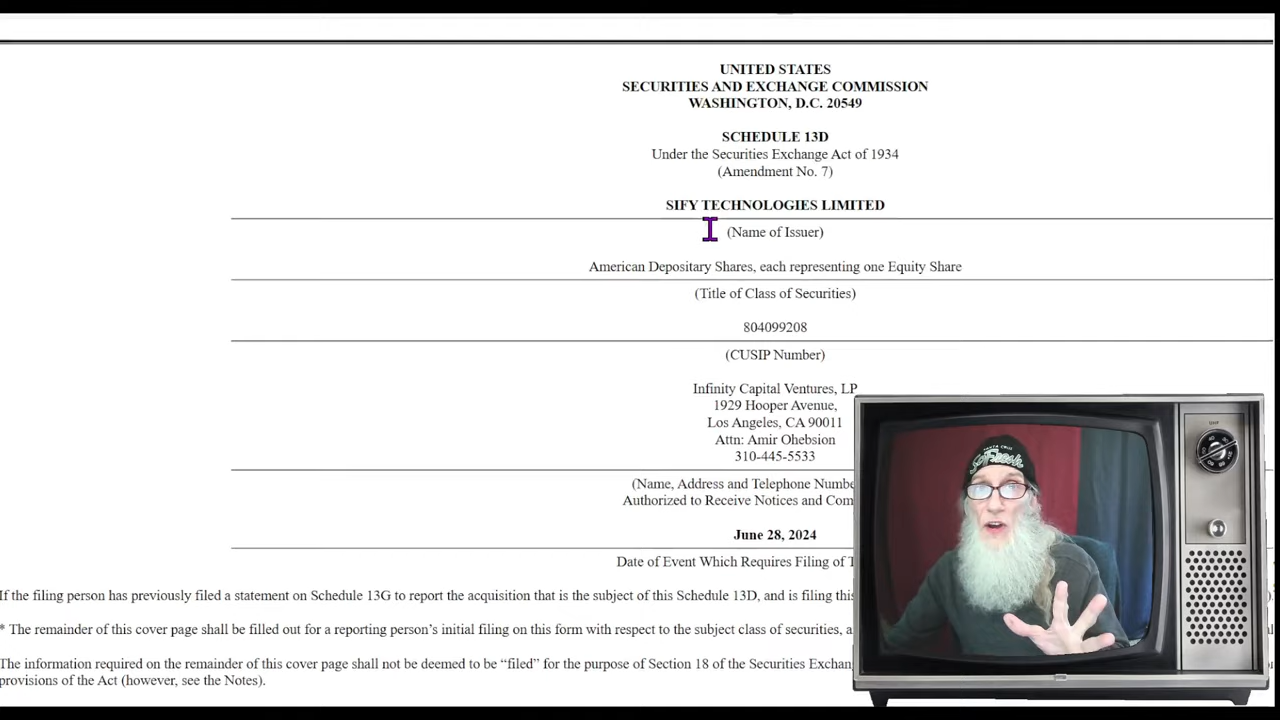 UNITED STATES
SECURITIES AND EXCHANGE COMMISSION
WASHINGTON, D.C. 20549
SCHEDULE 13D
Under the Securities Exchange Act of 1934
(Amendment No. 7)
SIFY TECHNOLOGIES LIMITED
(Name of Issuer)
American Depositary Shares, each representing one Equity Share
(Title of Class of Securities)
804099208
(CUSIP Number)
Infinity Capital Ventures, LP
1929 Hooper Avenue,
Los Angeles, CA 90011
Attn: Amir Ohebsion
310-445-5533
(Name, Address and Telephone Numbe
Authorized to Receive Notices and Com
June 28, 2024
Date of Event Which Requires Filing of T
If the filing person has previously filed a statement on Schedule 13G to report the acquisition that is the subject of this Schedule 13D, and is filing this
* The remainder of this cover page shall be filled out for a reporting person's initial filing on this form with respect to the subject class of securities, a
The information required on the remainder of this cover page shall not be deemed to be “filed” for the purpose of Section 18 of the Securities Exchan
provisions of the Act (however, see the Notes).